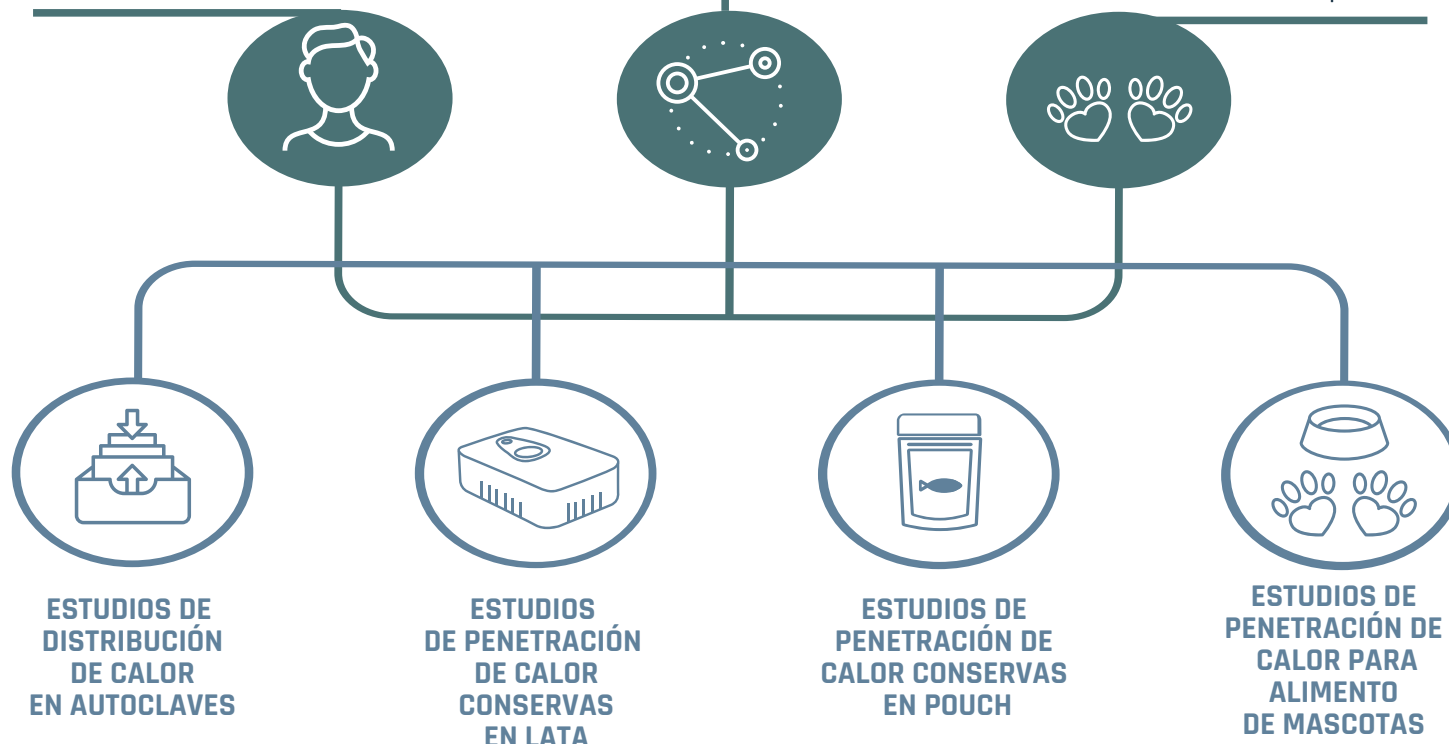 ESTUDIOS DE
DISTRIBUCIÓN
DE CALOR
EN AUTOCLAVES
ESTUDIOS
DE PENETRACIÓN
DE CALOR
CONSERVAS
EN LATA
ESTUDIOS DE
PENETRACIÓN DE
CALOR CONSERVAS
EN POUCH
ESTUDIOS DE
PENETRACIÓN DE
CALOR PARA
ALIMENTO
DE MASCOTAS